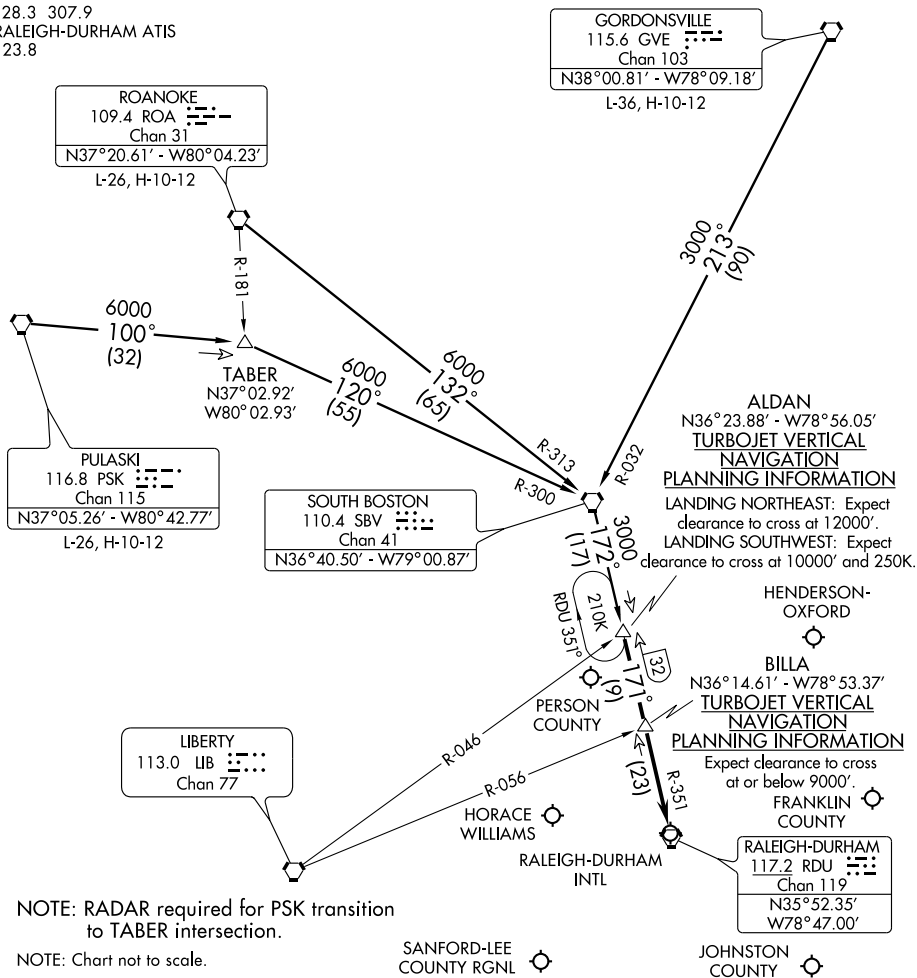 28.3 307.9
RALEIGH-DURHAM ATIS
23.8
GORDONSVILLE
115.6 GVE
Chan 103
N38°00.81' - W78°09.18'
L-36, H-10-12
ROANOKE
109.4 ROA
Chan 31
N37°20.61' - W80°04.23'
L-26, H-10-12
R-181
3000
213°
(90)
6000
100°
(32)
TABER
N37°02.92'
W80°02.93'
6000
120°
(55)
6000
132°
(65)
R-313
R-300
R-032
PULASKI
116.8 PSK
Chan 115
N37°05.26' - W80°42.77'
L-26, H-10-12
SOUTH BOSTON
110.4 SBV
Chan 41
N36°40.50' - W79°00.87'
3000
172°
(17)
ALDAN
N36°23.88' - W78°56.05'
TURBOJET VERTICAL
NAVIGATION
PLANNING INFORMATION
LANDING NORTHEAST: Expect
clearance to cross at 12000'.
LANDING SOUTHWEST: Expect
clearance to cross at 10000' and 250K.
210K
RDU 351°
32
171°
(9)
HENDERSON-
OXFORD
PERSON
COUNTY
BILLA
N36°14.61' - W78°53.37'
TURBOJET VERTICAL
NAVIGATION
PLANNING INFORMATION
Expect clearance to cross
at or below 9000'.
FRANKLIN
COUNTY
LIBERTY
113.0 LIB
Chan 77
R-046
R-056
(23)
R-351
HORACE
WILLIAMS
RALEIGH-DURHAM
INTL
RALEIGH-DURHAM
117.2 RDU
Chan 119
N35°52.35'
W78°47.00'
NOTE: RADAR required for PSK transition
to TABER intersection.
NOTE: Chart not to scale.
SANFORD-LEE
COUNTY RGNL
JOHNSTON
COUNTY